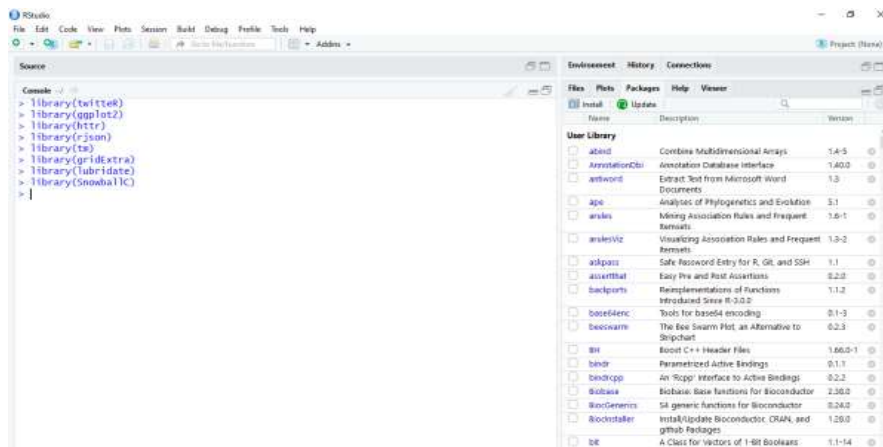 RStudio
File Edit Code View Plots Session Build Debug Profile Tools Help
Go to file/function Addins Project: (None)
Source
Console
> library(twitteR)
> library(ggplot2)
> library(httr)
> library(rjson)
> library(tm)
> library(gridExtra)
> library(lubridate)
> library(SnowballC)
>
Environment History Connections
Files Plots Packages Help Viewer
Install Update
Name Description Version
User Library
abind Combine Multidimensional Arrays 1.4-5
AnnotationDbi Annotation Database Interface 1.40.0
antiword Extract Text from Microsoft Word 1.3
Documents
ape Analyses of Phylogenetics and Evolution 5.1
arules Mining Association Rules and Frequent 1.6-1
Itemsets
arulesViz Visualizing Association Rules and Frequent 1.3-2
Itemsets
askpass Safe Password Entry for R, Git, and SSH 1.1
assertthat Easy Pre and Post Assertions 0.2.0
backports Reimplementations of Functions 1.1.2
Introduced Since R-3.0.0
base64enc Tools for base64 encoding 0.1-3
beeswarm The Bee Swarm Plot, an Alternative to 0.2.3
Stripchart
BH Boost C++ Header Files 1.66.0-1
bindr Parametrized Active Bindings 0.1.1
bindrcpp An 'Rcpp' Interface to Active Bindings 0.2.2
Biobase Biobase: Base functions for Bioconductor 2.38.0
BiocGenerics S4 generic functions for Bioconductor 0.24.0
BiocInstaller Install/Update Bioconductor, CRAN, and 1.28.0
github Packages
bit A Class for Vectors of 1-Bit Booleans 1.1-14